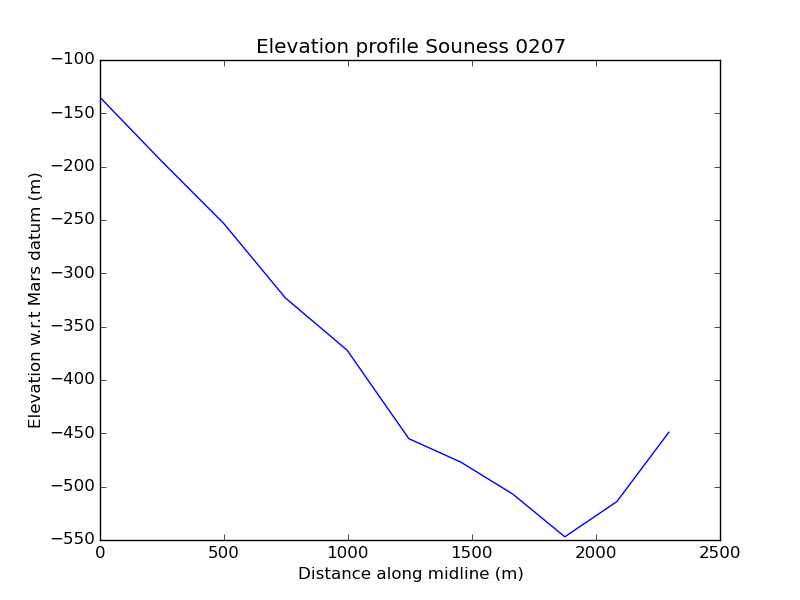 Elevation profile Souness 0207
−100
−150
−200
−250
−300
−350
−400
−450
−500
−550
Elevation w.r.t Mars datum (m)
0 500 1000 1500 2000 2500
Distance along midline (m)